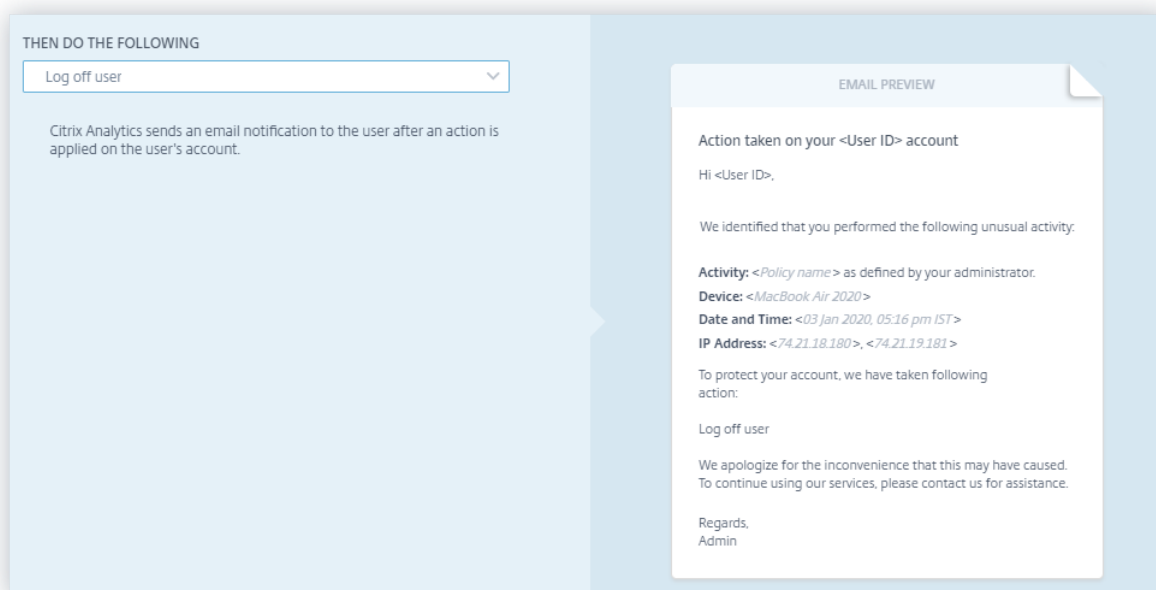 THEN DO THE FOLLOWING
Log off user
Citrix Analytics sends an email notification to the user after an action is
applied on the user's account.
EMAIL PREVIEW
Action taken on your <User ID> account
Hi <User ID>,
We identified that you performed the following unusual activity:
Activity: <Policy name> as defined by your administrator.
Device: <MacBook Air 2020>
Date and Time: <03 Jan 2020, 05:16 pm IST>
IP Address: <74.21.18.180>, <74.21.19.181>
To protect your account, we have taken following
action:
Log off user
We apologize for the inconvenience that this may have caused.
To continue using our services, please contact us for assistance.
Regards,
Admin